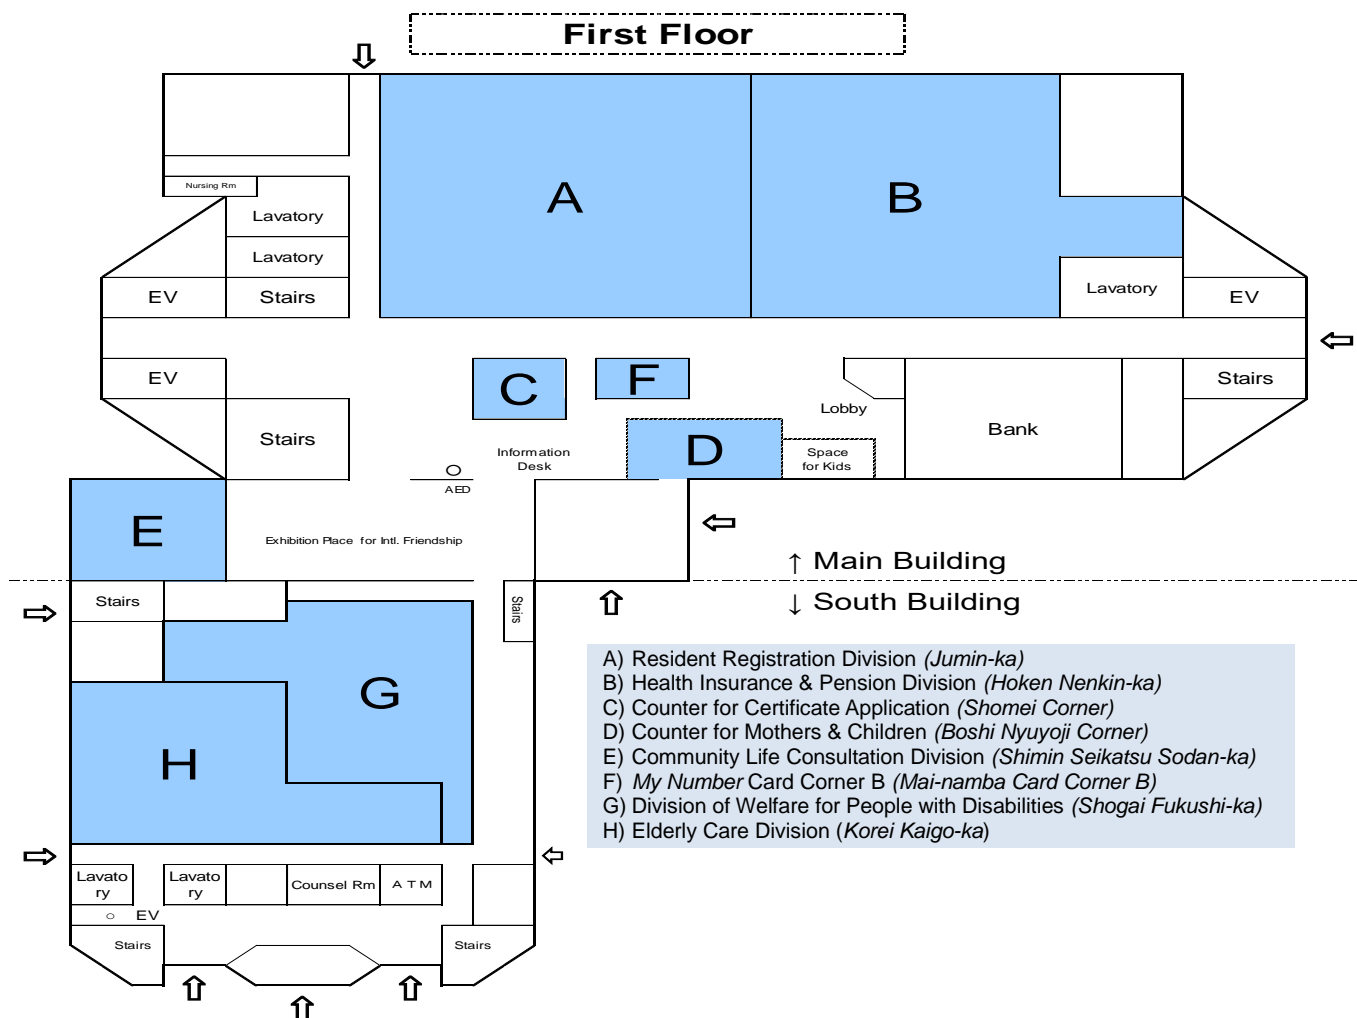 First Floor
A
B
Nursing Rm
Lavatory
Lavatory
EV
Stairs
Lavatory
EV
EV
C
F
Stairs
Lobby
Stairs
Bank
D
Information
Desk
Space
for Kids
AED
E
Exhibition Place for Intl. Friendship
↑ Main Building
↓ South Building
Stairs
Stairs
G
H
A) Resident Registration Division (Jumin-ka)
B) Health Insurance & Pension Division (Hoken Nenkin-ka)
C) Counter for Certificate Application (Shomei Corner)
D) Counter for Mothers & Children (Boshi Nyuyoji Corner)
E) Community Life Consultation Division (Shimin Seikatsu Sodan-ka)
F) My Number Card Corner B (Mai-namba Card Corner B)
G) Division of Welfare for People with Disabilities (Shogai Fukushi-ka)
H) Elderly Care Division (Korei Kaigo-ka)
Lavato
ry
Lavato
ry
Counsel Rm
ATM
EV
Stairs
Stairs